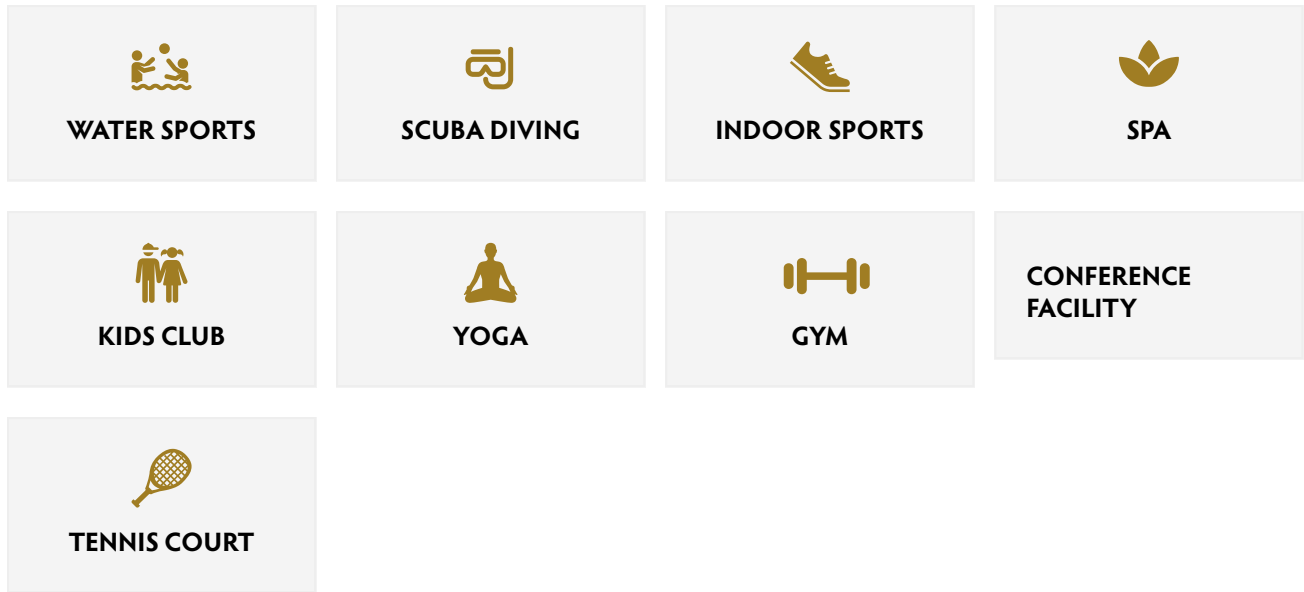 WATER SPORTS
SCUBA DIVING
INDOOR SPORTS
SPA
KIDS CLUB
YOGA
GYM
CONFERENCE
FACILITY
TENNIS COURT